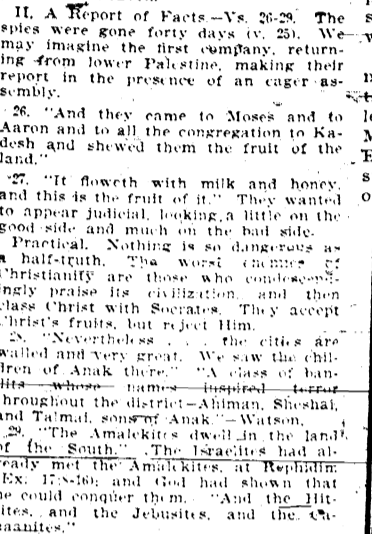 II. A Report of Facts.—Vs. 26-29. The
spies were gone forty days (v. 25). We
may imagine the first company, return-
ing from lower Palestine, making their
report in the presence of an eager as-
sembly.
26. "And they came to Moses and to
Aaron and to all the congregation to Ka-
desh and shewed them the fruit of the
land."
27. "It floweth with milk and honey,
and this is the fruit of it." They wanted
to appear judicial, looking a little on the
good side and much on the bad side.
Practical. Nothing is so dangerous as
a half-truth. The worst enemies of
Christianity are those who condescend-
ingly praise its civilization, and then
class Christ with Socrates. They accept
Christ's fruits, but reject Him.
28. "Nevertheless . . . the cities are
walled and very great. We saw the chil-
dren of Anak there." "A class of ban-
dits whose names inspired terror
throughout the district—Ahiman, Sheshai,
and Talmai, sons of Anak."—Watson.
29. "The Amalekites dwell in the land
of the South." The Israelites had al-
ready met the Amalekites, at Rephidim
(Ex. 17:8-16); and God had shown that
he could conquer them. "And the Hit-
ites, and the Jebusites, and the Ca-
naanites."